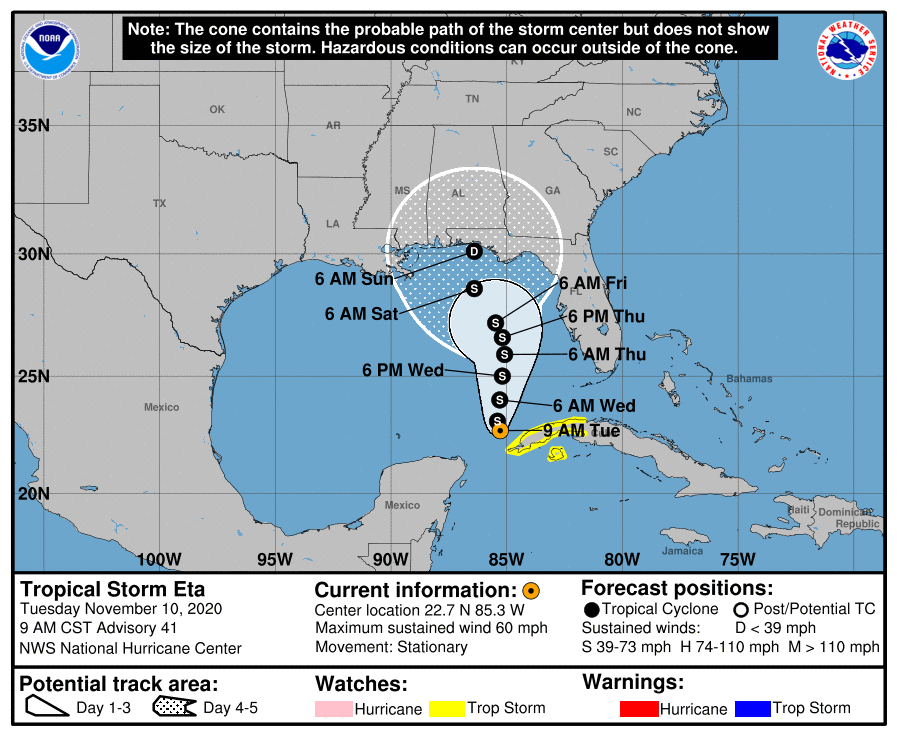 Note: The cone contains the probable path of the storm center but does not show
the size of the storm. Hazardous conditions can occur outside of the cone.
NOAA
NATIONAL WEATHER SERVICE
KY
OK
TN
NC
35N
AR
SC
MS
AL
GA
TX
LA
30N
D
6 AM Sun
S
6 AM Fri
FL
6 AM Sat
S
6 PM Thu
S
S
6 AM Thu
6 PM Wed
S
25N
Bahamas
S
6 AM Wed
Mexico
S
9 AM Tue
20N
Mexico
Haiti
Dominican
Republic
Jamaica
100W
95W
90W
85W
80W
75W
Tropical Storm Eta
Tuesday November 10, 2020
9 AM CST Advisory 41
NWS National Hurricane Center
Current information:
Center location 22.7 N 85.3 W
Maximum sustained wind 60 mph
Movement: Stationary
Forecast positions:
Tropical Cyclone
Post/Potential TC
Sustained winds:
D < 39 mph
S 39-73 mph H 74-110 mph M > 110 mph
Potential track area:
Day 1-3
Day 4-5
Watches:
Hurricane
Trop Storm
Warnings:
Hurricane
Trop Storm